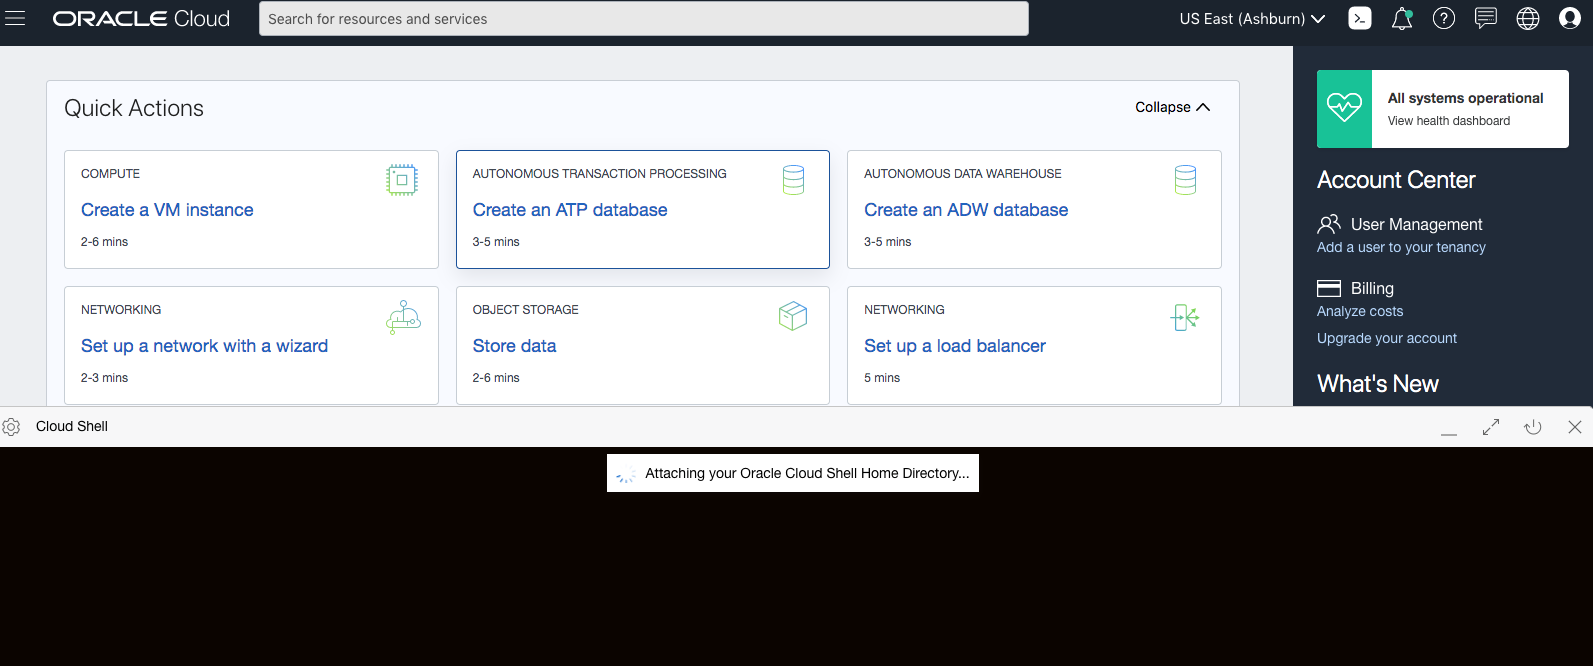 ORACLE Cloud
Search for resources and services
US East (Ashburn)
Quick Actions
Collapse
COMPUTE
Create a VM instance
2-6 mins
AUTONOMOUS TRANSACTION PROCESSING
Create an ATP database
3-5 mins
AUTONOMOUS DATA WAREHOUSE
Create an ADW database
3-5 mins
NETWORKING
Set up a network with a wizard
2-3 mins
OBJECT STORAGE
Store data
2-6 mins
NETWORKING
Set up a load balancer
5 mins
All systems operational
View health dashboard
Account Center
User Management
Add a user to your tenancy
Billing
Analyze costs
Upgrade your account
What's New
Cloud Shell
Attaching your Oracle Cloud Shell Home Directory...